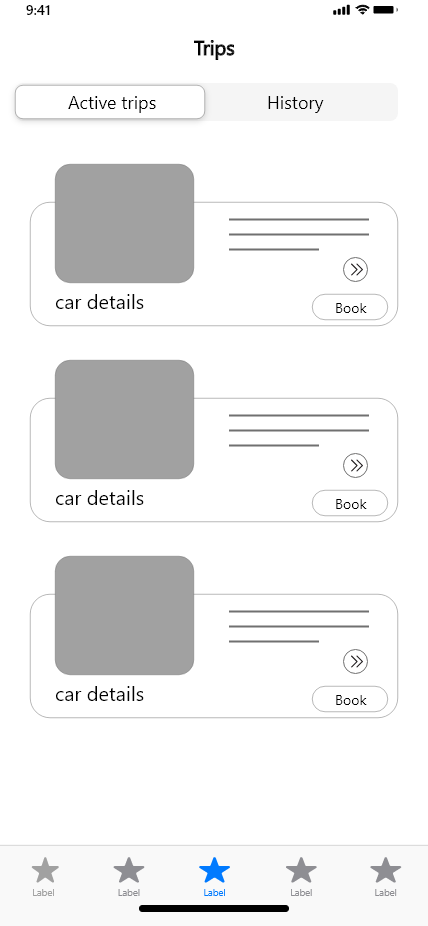 9:41
Trips
Active trips
History
car details
Book
car details
Book
car details
Book
Label
Label
Label
Label
Label